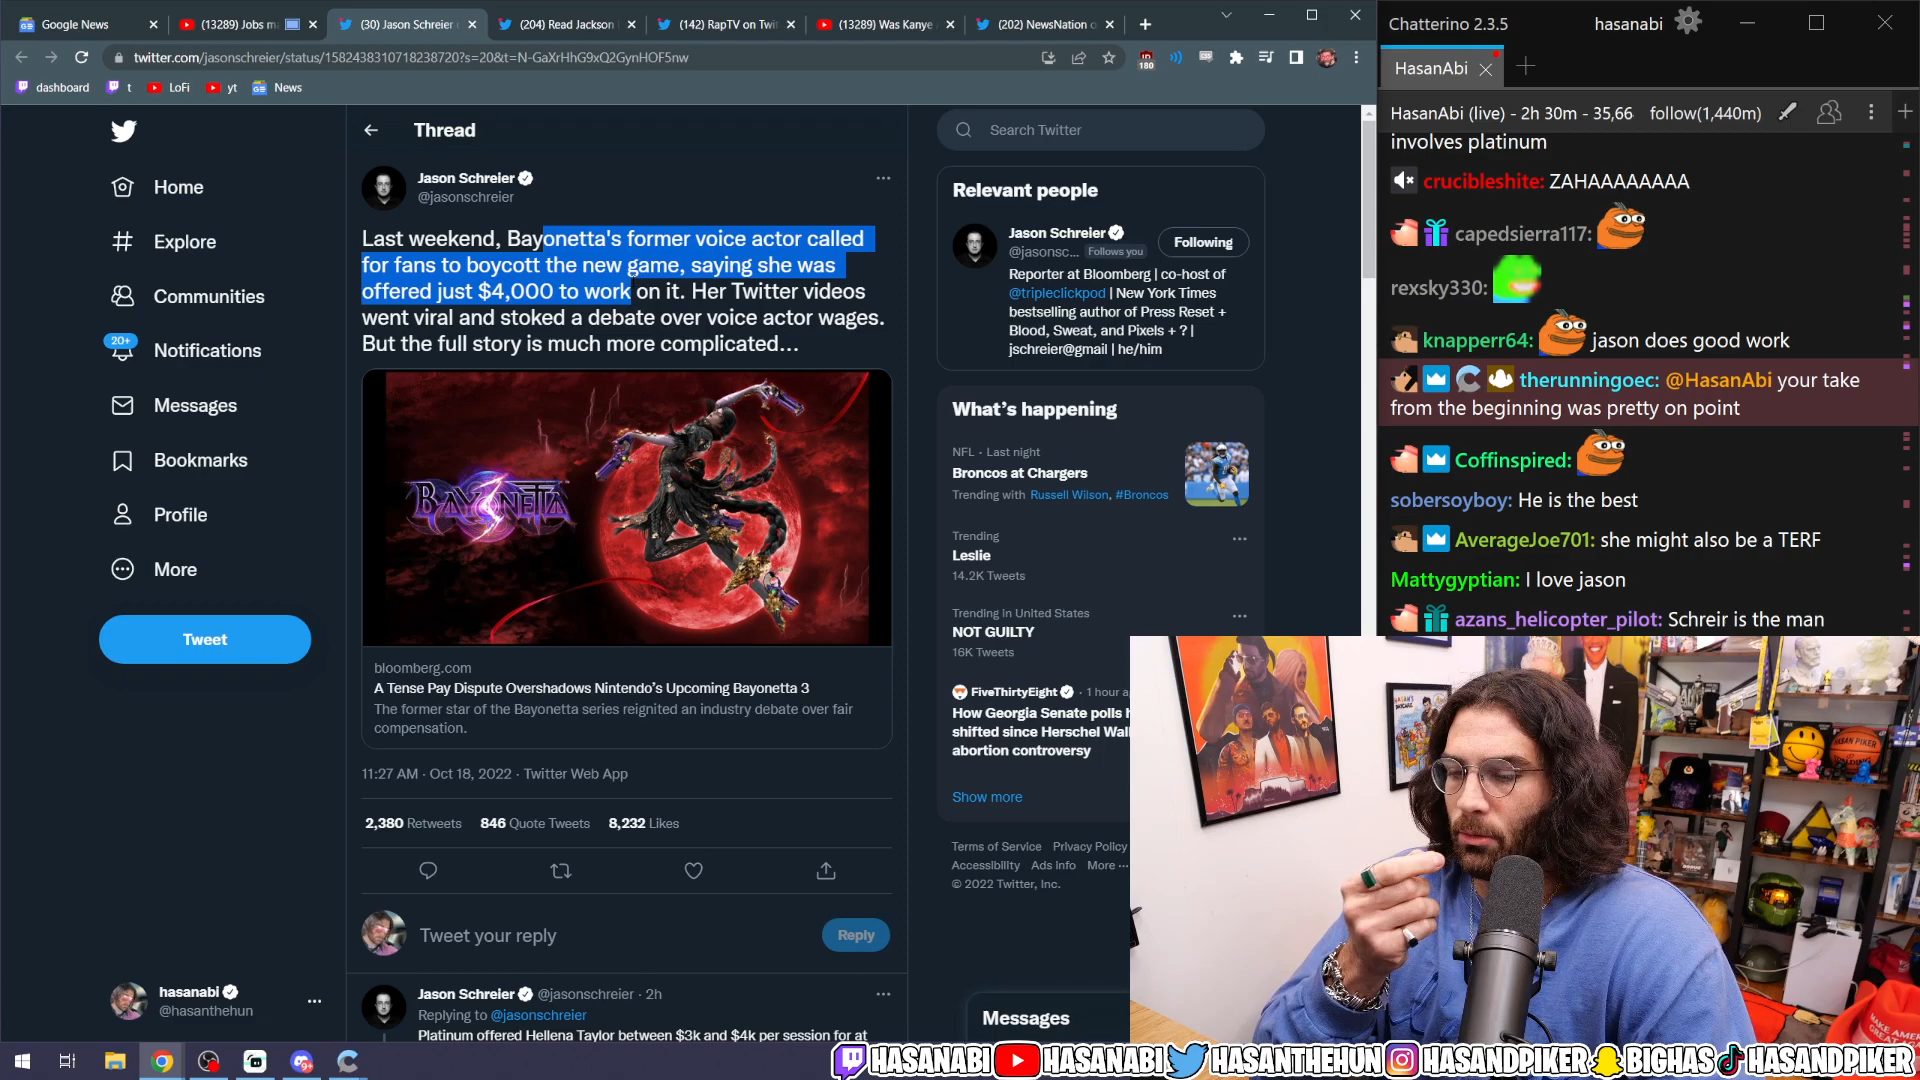 Google News
(13289) Jobs ma
(30) Jason Schreier
(204) Read Jackson
(142) RapTV on Twit
(13289) Was Kanye
(202) NewsNation o
twitter.com/jasonschreier/status/1582438310718238720?s=20&t=N-GaXrHhG9xQ2GynHOF5nw
180
dashboard
t
LoFi
yt
News
Home
Explore
Communities
20+
Notifications
Messages
Bookmarks
Profile
More
Tweet
hasanabi
@hasanthehun
Thread
Jason Schreier
@jasonschreier
Last weekend, Bayonetta's former voice actor called
for fans to boycott the new game, saying she was
offered just $4,000 to work on it. Her Twitter videos
went viral and stoked a debate over voice actor wages.
But the full story is much more complicated...
BAYONETTA 3
bloomberg.com
A Tense Pay Dispute Overshadows Nintendo's Upcoming Bayonetta 3
The former star of the Bayonetta series reignited an industry debate over fair
compensation.
11:27 AM · Oct 18, 2022 · Twitter Web App
2,380 Retweets 846 Quote Tweets 8,232 Likes
Tweet your reply
Reply
Jason Schreier @jasonschreier · 2h
Replying to @jasonschreier
Platinum offered Hellena Taylor between $3k and $4k per session for at
Search Twitter
Relevant people
Jason Schreier
@jasonsc... Follows you
Following
Reporter at Bloomberg | co-host of
@tripleclickpod | New York Times
bestselling author of Press Reset +
Blood, Sweat, and Pixels + ? |
jschreier@gmail | he/him
What's happening
NFL · Last night
Broncos at Chargers
Trending with Russell Wilson, #Broncos
Trending
Leslie
14.2K Tweets
Trending in United States
NOT GUILTY
16K Tweets
FiveThirtyEight · 1 hour a
How Georgia Senate polls h
shifted since Herschel Wal
abortion controversy
Show more
Terms of Service Privacy Policy
Accessibility Ads info More ...
© 2022 Twitter, Inc.
Messages
Chatterino 2.3.5
hasanabi
HasanAbi
HasanAbi (live) - 2h 30m - 35,66 follow(1,440m)
involves platinum
crucibleshite: ZAHAAAAAAAA
capedsierra117:
rexsky330:
knapperr64: jason does good work
therunningoec: @HasanAbi your take
from the beginning was pretty on point
Coffinspired:
sobersoyboy: He is the best
AverageJoe701: she might also be a TERF
Mattygyptian: I love jason
azans_helicopter_pilot: Schreir is the man
HASANABI HASANABI HASANTHEHUN HASANDPIKER BIGHAS HASANDPIKER